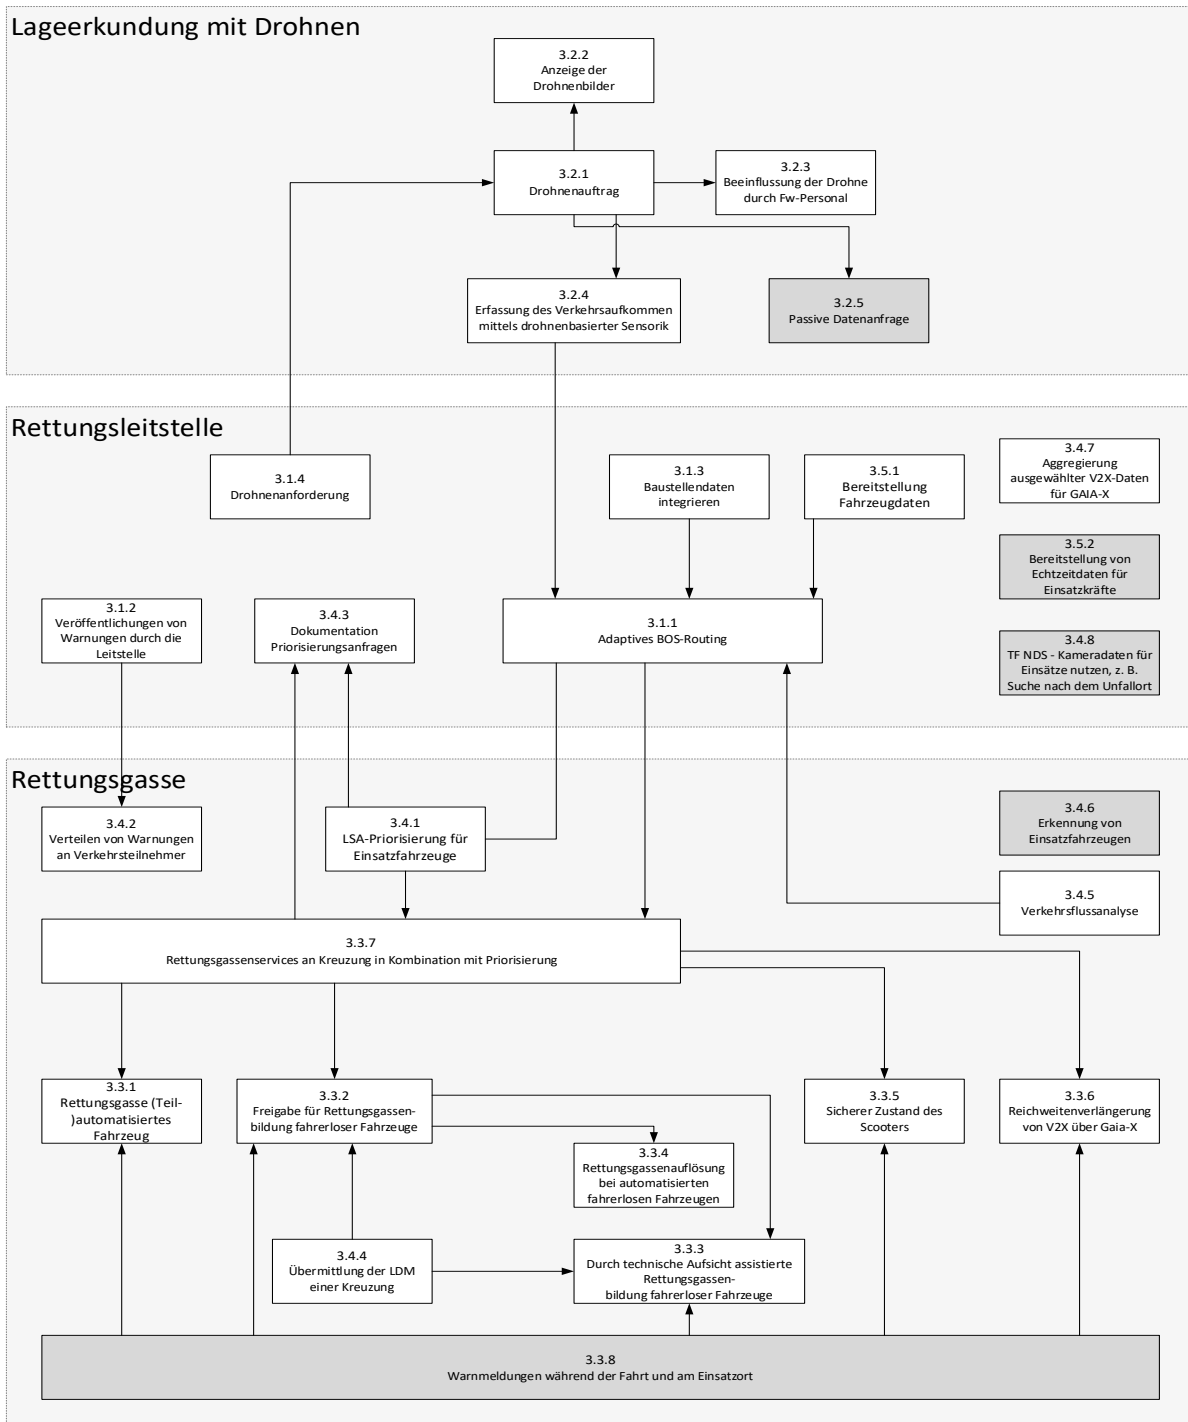 Lageerkundung mit Drohnen
3.2.2
Anzeige der
Drohnenbilder
3.2.1
Drohnenauftrag
3.2.3
Beeinflussung der Drohne
durch Fw-Personal
3.2.4
Erfassung des Verkehrsaufkommen
mittels drohnenbasierter Sensorik
3.2.5
Passive Datenanfrage
Rettungsleitstelle
3.1.4
Drohnenanforderung
3.1.3
Baustellendaten
integrieren
3.5.1
Bereitstellung
Fahrzeugdaten
3.4.7
Aggregierung
ausgewählter V2X-Daten
für GAIA-X
3.5.2
Bereitstellung von
Echtzeitdaten für
Einsatzkräfte
3.1.2
Veröffentlichungen von
Warnungen durch die
Leitstelle
3.4.3
Dokumentation
Priorisierungsanfragen
3.1.1
Adaptives BOS-Routing
3.4.8
TF NDS - Kameradaten für
Einsätze nutzen, z. B.
Suche nach dem Unfallort
Rettungsgasse
3.4.2
Verteilen von Warnungen
an Verkehrsteilnehmer
3.4.1
LSA-Priorisierung für
Einsatzfahrzeuge
3.4.6
Erkennung von
Einsatzfahrzeugen
3.4.5
Verkehrsflussanalyse
3.3.7
Rettungsgassenservices an Kreuzung in Kombination mit Priorisierung
3.3.1
Rettungsgasse (Teil-
)automatisiertes
Fahrzeug
3.3.2
Freigabe für Rettungsgassen-
bildung fahrerloser Fahrzeuge
3.3.5
Sicherer Zustand des
Scooters
3.3.6
Reichweitenverlängerung
von V2X über Gaia-X
3.3.4
Rettungsgassenauflösung
bei automatisierten
fahrerlosen Fahrzeugen
3.4.4
Übermittlung der LDM
einer Kreuzung
3.3.3
Durch technische Aufsicht assistierte
Rettungsgassen-
bildung fahrerloser Fahrzeuge
3.3.8
Warnmeldungen während der Fahrt und am Einsatzort